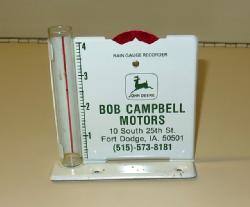 RAIN GAUGE RECORDER
4
3
2
1
JOHN DEERE
BOB CAMPBELL
MOTORS
10 South 25th St.
Fort Dodge, IA. 50501
(515)-573-8181